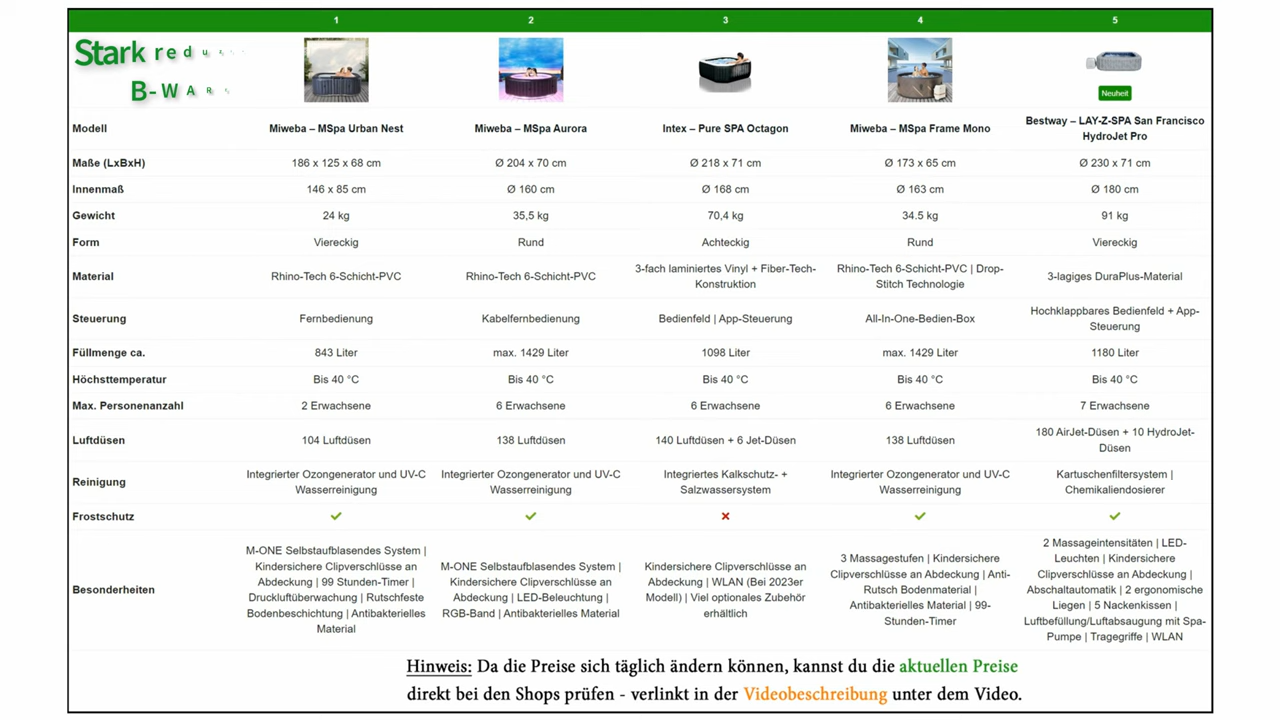 1 2 3 4 5
Stark red
B-War
Neuheit
Modell Miweba – MSpa Urban Nest Miweba – MSpa Aurora Intex – Pure SPA Octagon Miweba – MSpa Frame Mono Bestway – LAY-Z-SPA San Francisco
HydroJet Pro
Maße (LxBxH) 186 x 125 x 68 cm Ø 204 x 70 cm Ø 218 x 71 cm Ø 173 x 65 cm Ø 230 x 71 cm
Innenmaß 146 x 85 cm Ø 160 cm Ø 168 cm Ø 163 cm Ø 180 cm
Gewicht 24 kg 35,5 kg 70,4 kg 34.5 kg 91 kg
Form Viereckig Rund Achteckig Rund Viereckig
Material Rhino-Tech 6-Schicht-PVC Rhino-Tech 6-Schicht-PVC 3-fach laminiertes Vinyl + Fiber-Tech- Rhino-Tech 6-Schicht-PVC | Drop- 3-lagiges DuraPlus-Material
Konstruktion Stitch Technologie
Steuerung Fernbedienung Kabelfernbedienung Bedienfeld | App-Steuerung All-In-One-Bedien-Box Hochklappbares Bedienfeld + App-
Steuerung
Füllmenge ca. 843 Liter max. 1429 Liter 1098 Liter max. 1429 Liter 1180 Liter
Höchsttemperatur Bis 40 °C Bis 40 °C Bis 40 °C Bis 40 °C Bis 40 °C
Max. Personenanzahl 2 Erwachsene 6 Erwachsene 6 Erwachsene 6 Erwachsene 7 Erwachsene
Luftdüsen 104 Luftdüsen 138 Luftdüsen 140 Luftdüsen + 6 Jet-Düsen 138 Luftdüsen 180 AirJet-Düsen + 10 HydroJet-
Düsen
Reinigung Integrierter Ozongenerator und UV-C Integrierter Ozongenerator und UV-C Integriertes Kalkschutz- + Integrierter Ozongenerator und UV-C Kartuschenfiltersystem |
Wasserreinigung Wasserreinigung Salzwassersystem Wasserreinigung Chemikaliendosierer
Frostschutz
Besonderheiten
M-ONE Selbstaufblasendes System |
Kindersichere Clipverschlüsse an
Abdeckung | 99 Stunden-Timer |
Druckluftüberwachung | Rutschfeste
Bodenbeschichtung | Antibakterielles
Material
M-ONE Selbstaufblasendes System |
Kindersichere Clipverschlüsse an
Abdeckung | LED-Beleuchtung |
RGB-Band | Antibakterielles Material
Kindersichere Clipverschlüsse an
Abdeckung | WLAN (Bei 2023er
Modell) | Viel optionales Zubehör
erhältlich
3 Massagestufen | Kindersichere
Clipverschlüsse an Abdeckung | Anti-
Rutsch Bodenmaterial |
Antibakterielles Material | 99-
Stunden-Timer
2 Massageintensitäten | LED-
Leuchten | Kindersichere
Clipverschlüsse an Abdeckung |
Abschaltautomatik | 2 ergonomische
Liegen | 5 Nackenkissen |
Luftbefüllung/Luftabsaugung mit Spa-
Pumpe | Tragegriffe | WLAN
Hinweis: Da die Preise sich täglich ändern können, kannst du die aktuellen Preise
direkt bei den Shops prüfen - verlinkt in der Videobeschreibung unter dem Video.